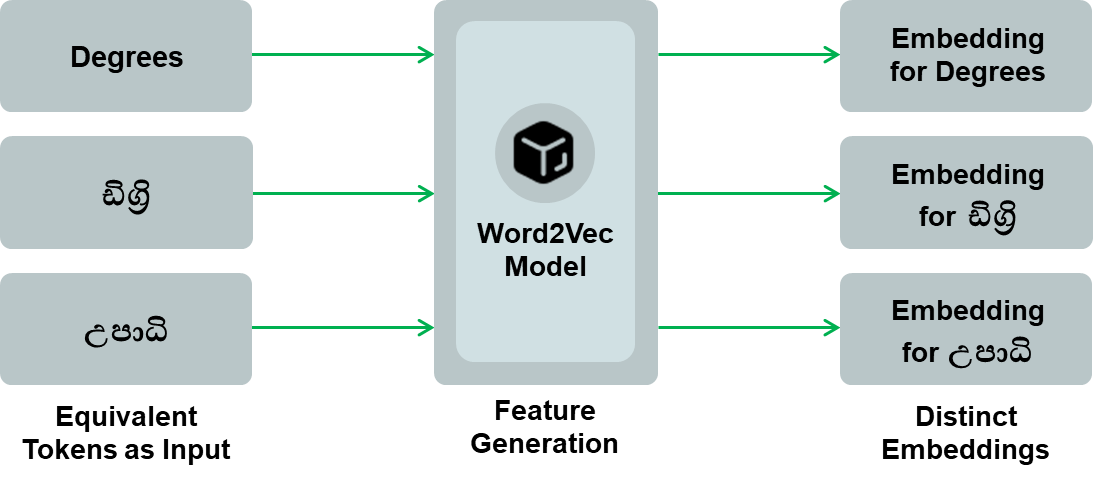 Degrees
ඩිග්‍රි
උපාධි
Equivalent
Tokens as Input
Word2Vec
Model
Feature
Generation
Embedding
for Degrees
Embedding
for ඩිග්‍රි
Embedding
for උපාධි
Distinct
Embeddings